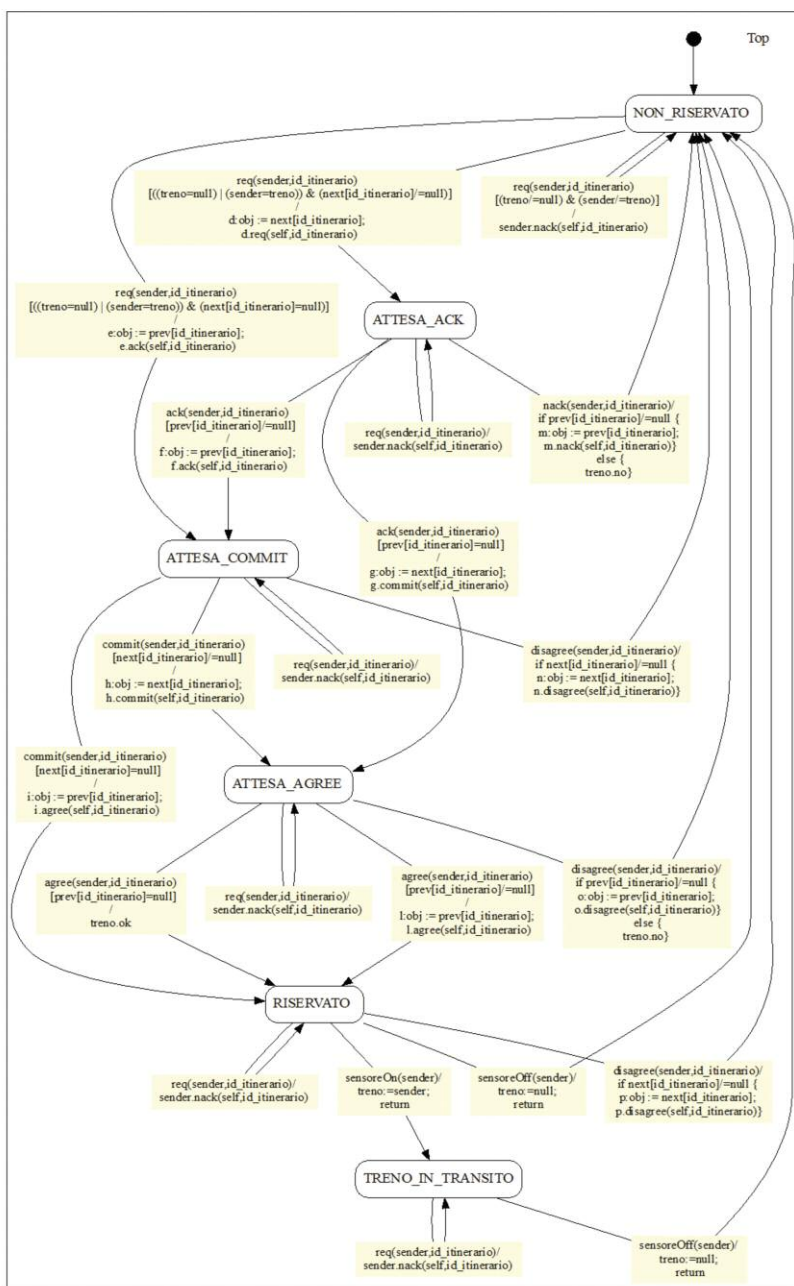 Top
NON_RISERVATO
req(sender,id_itinerario)
[((treno=null) | (sender=treno)) & (next[id_itinerario]/=null)]
/
d:obj := next[id_itinerario];
d.req(self,id_itinerario)
req(sender,id_itinerario)
[(treno/=null) & (sender/=treno)]
/
sender.nack(self,id_itinerario)
req(sender,id_itinerario)
[((treno=null) | (sender=treno)) & (next[id_itinerario]=null)]
/
e:obj := prev[id_itinerario];
e.ack(self,id_itinerario)
ATTESA_ACK
ack(sender,id_itinerario)
[prev[id_itinerario]/=null]
/
f:obj := prev[id_itinerario];
f.ack(self,id_itinerario)
req(sender,id_itinerario)/
sender.nack(self,id_itinerario)
nack(sender,id_itinerario)/
if prev[id_itinerario]/=null {
m:obj := prev[id_itinerario];
m.nack(self,id_itinerario)}
else {
treno.no}
ack(sender,id_itinerario)
[prev[id_itinerario]=null]
/
g:obj := next[id_itinerario];
g.commit(self,id_itinerario)
ATTESA_COMMIT
commit(sender,id_itinerario)
[next[id_itinerario]/=null]
/
h:obj := next[id_itinerario];
h.commit(self,id_itinerario)
req(sender,id_itinerario)/
sender.nack(self,id_itinerario)
disagree(sender,id_itinerario)/
if next[id_itinerario]/=null {
n:obj := next[id_itinerario];
n.disagree(self,id_itinerario)}
commit(sender,id_itinerario)
[next[id_itinerario]=null]
/
i:obj := prev[id_itinerario];
i.agree(self,id_itinerario)
ATTESA_AGREE
agree(sender,id_itinerario)
[prev[id_itinerario]=null]
/
treno.ok
req(sender,id_itinerario)/
sender.nack(self,id_itinerario)
agree(sender,id_itinerario)
[prev[id_itinerario]/=null]
/
l:obj := prev[id_itinerario];
l.agree(self,id_itinerario)
disagree(sender,id_itinerario)/
if prev[id_itinerario]/=null {
o:obj := prev[id_itinerario];
o.disagree(self,id_itinerario)}
else {
treno.no}
RISERVATO
req(sender,id_itinerario)/
sender.nack(self,id_itinerario)
sensoreOn(sender)/
treno:=sender;
return
sensoreOff(sender)/
treno:=null;
return
disagree(sender,id_itinerario)/
if next[id_itinerario]/=null {
p:obj := next[id_itinerario];
p.disagree(self,id_itinerario)}
TRENO_IN_TRANSITO
req(sender,id_itinerario)/
sender.nack(self,id_itinerario)
sensoreOff(sender)/
treno:=null;
return